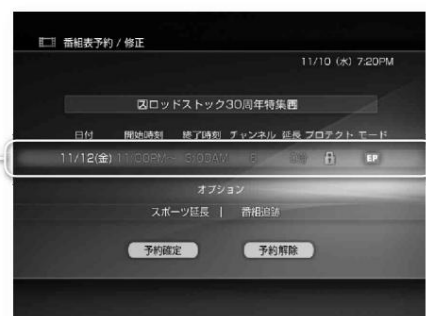 番組表予約 / 修正
11/10 (水) 7:20PM
ロッドストック30周年特集
日付 開始時刻 終了時刻 チャンネル 延長 プロテクト モード
11/12(金) 11:00PM~ EP
オプション
スポーツ延長 | 番組追跡
予約確定 予約解除